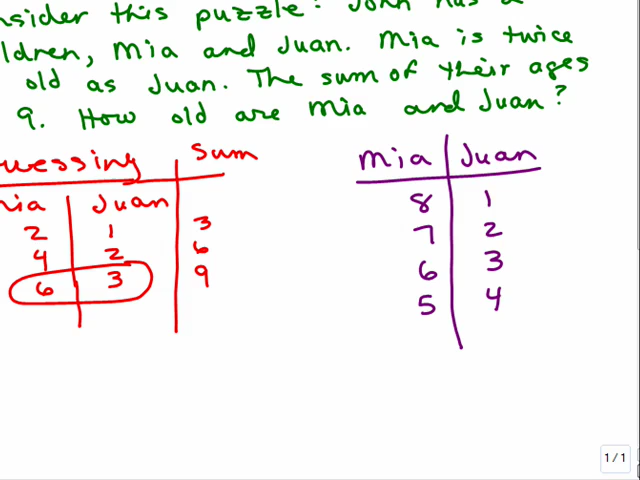 nsider this puzzle: John has 2
ldren, Mia and Juan. Mia is twice
old as Juan. The sum of their ages
9. How old are Mia and Juan?
uessing Sum
Mia Juan
2 1 3
4 2 6
6 3 9
Mia Juan
8 1
7 2
6 3
5 4
1/1